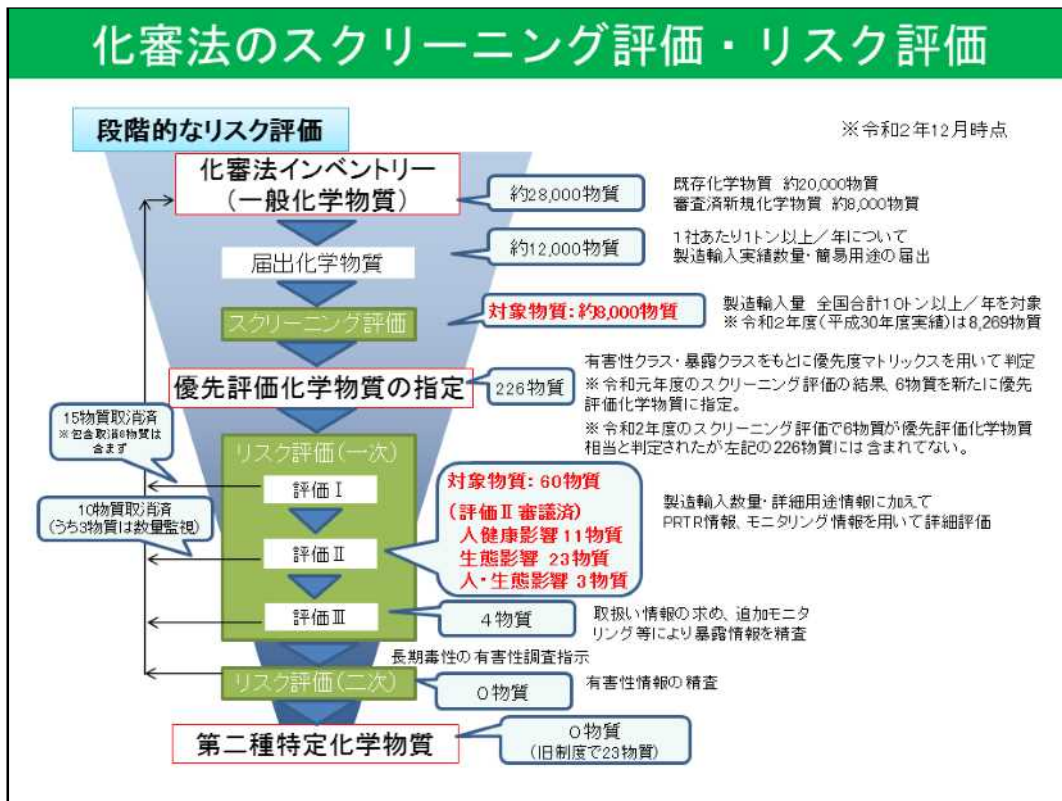 化審法のスクリーニング評価・リスク評価
段階的なリスク評価
※令和2年12月時点
化審法インベントリー
(一般化学物質)
約28,000物質
既存化学物質 約20,000物質
審査済新規化学物質 約8,000物質
届出化学物質
約12,000物質
1社あたり1トン以上/年について
製造輸入実績数量・簡易用途の届出
スクリーニング評価
対象物質:約8,000物質
製造輸入量 全国合計10トン以上/年を対象
※令和2年度(平成30年度実績)は8,269物質
優先評価化学物質の指定
226物質
有害性クラス・暴露クラスをもとに優先度マトリックスを用いて判定
※令和元年度のスクリーニング評価の結果、6物質を新たに優先
評価化学物質に指定。
※令和2年度のスクリーニング評価で6物質が優先評価化学物質
相当と判定されたが左記の226物質には含まれてない。
15物質取消済
※包含取消8物質は
含まず
リスク評価(一次)
評価Ⅰ
10物質取消済
(うち3物質は数量監視)
評価Ⅱ
対象物質:60物質
(評価Ⅱ審議済)
人健康影響11物質
生態影響 23物質
人・生態影響 3物質
製造輸入数量・詳細用途情報に加えて
PRTR情報、モニタリング情報を用いて詳細評価
評価Ⅲ
4物質
取扱い情報の求め、追加モニタ
リング等により暴露情報を精査
長期毒性の有害性調査指示
リスク評価(二次)
0物質
有害性情報の精査
第二種特定化学物質
0物質
(旧制度で23物質)